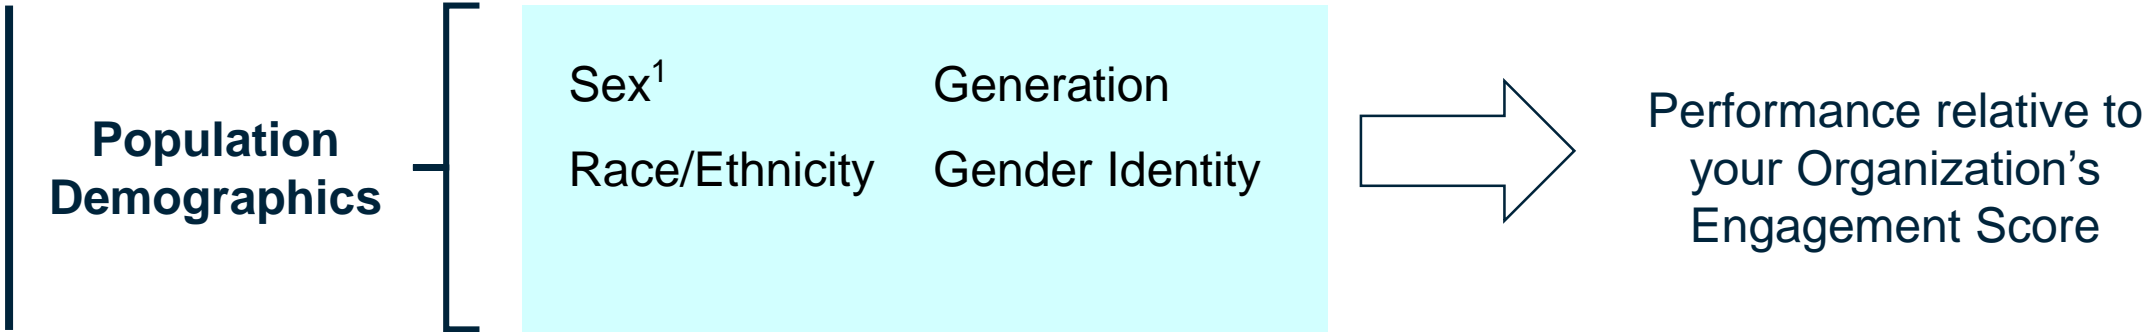 Population
Demographics
Sex¹ Generation
Race/Ethnicity Gender Identity
Performance relative to
your Organization’s
Engagement Score